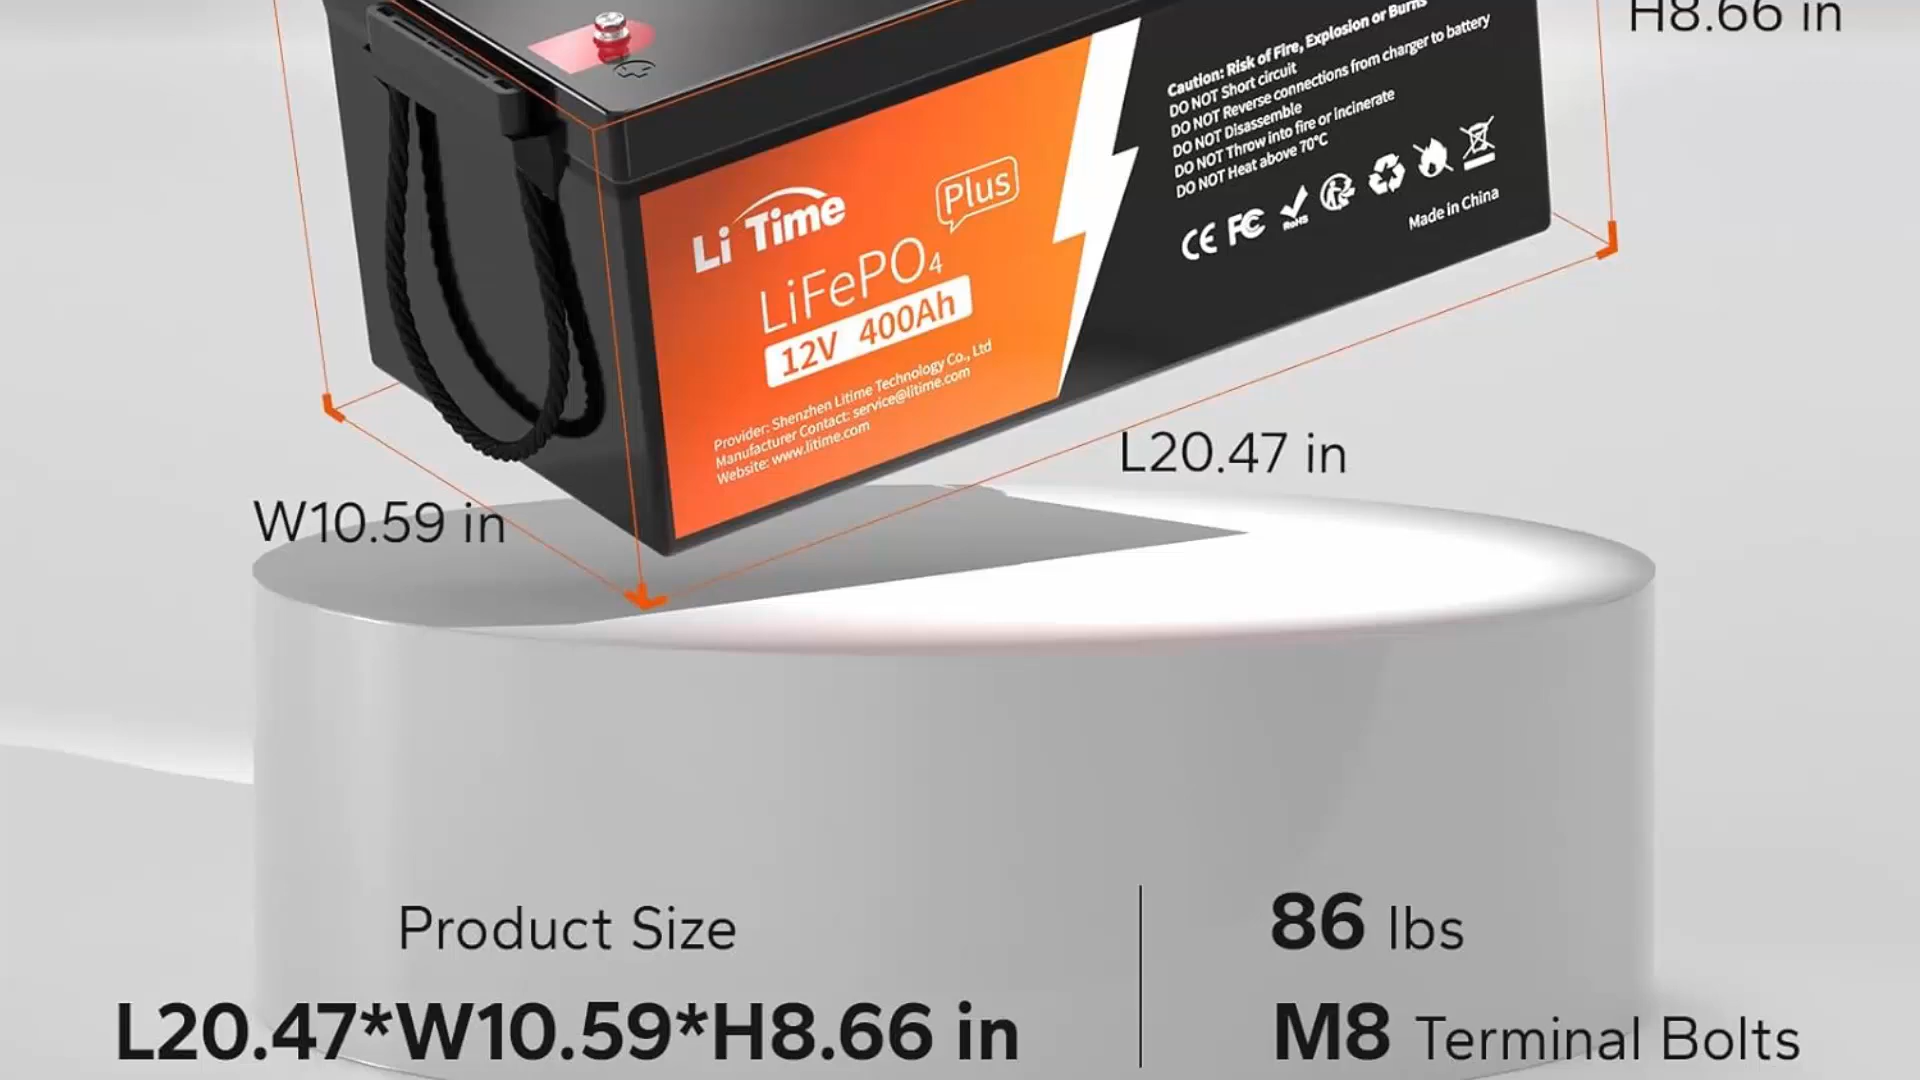 H8.66 in
Caution: Risk of Fire, Explosion or Burns
DO NOT Short circuit
DO NOT Reverse connections from charger to battery
DO NOT Disassemble
DO NOT Throw into fire or incinerate
DO NOT Heat above 70°C
CE FC RoHS
Made in China
Li Time
Plus
LiFePO4
12V 400Ah
Provider: Shenzhen Litime Technology Co., Ltd
Manufacturer Contact: service@litime.com
Website: www.litime.com
L20.47 in
W10.59 in
Product Size
L20.47*W10.59*H8.66 in
86 lbs
M8 Terminal Bolts